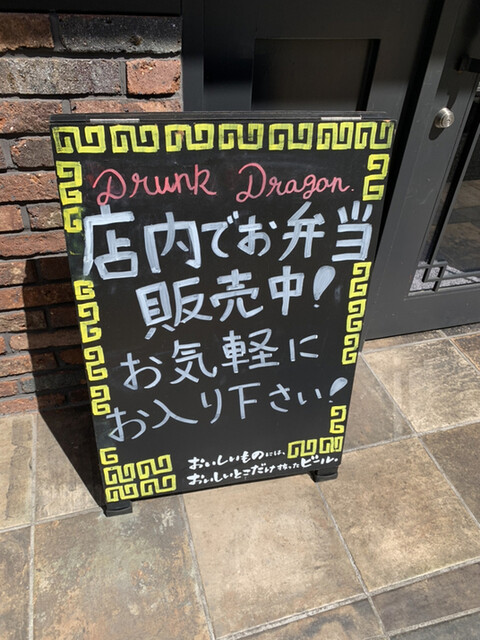 Drunk Dragon.
店内でお弁当
販売中!
お気軽に
お入り下さい!
おいしいものには、
おいしいとこだけ搾ったビール。